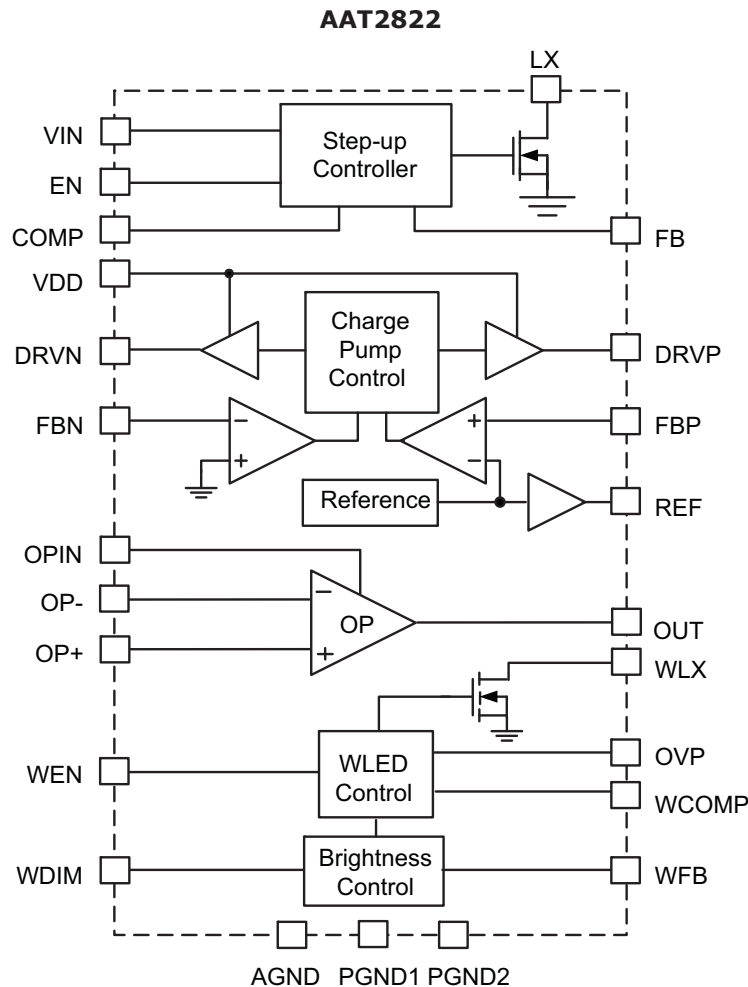 AAT2822
LX
VIN
Step-up
Controller
EN
COMP
FB
VDD
Charge
Pump
Control
DRVN
DRVP
FBN
−
+
FBP
+
−
Reference
REF
OPIN
OP-
−
OP
OUT
OP+
+
WLX
WEN
WLED
Control
OVP
WCOMP
WDIM
Brightness
Control
WFB
AGND PGND1 PGND2